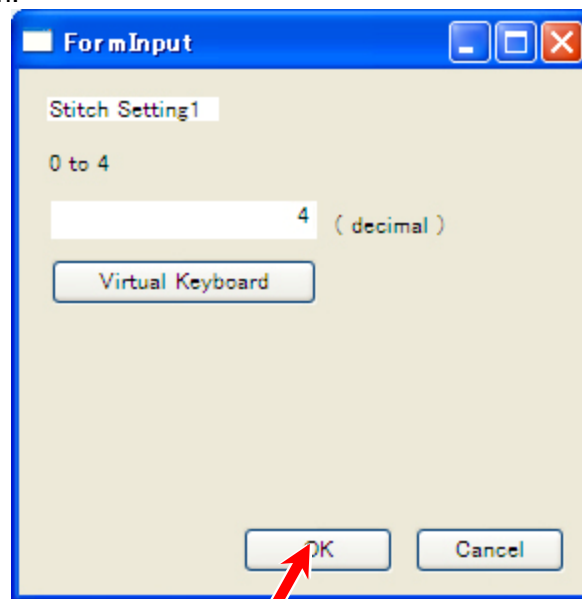 FormInput
Stitch Setting1
0 to 4
4 ( decimal )
Virtual Keyboard
OK Cancel